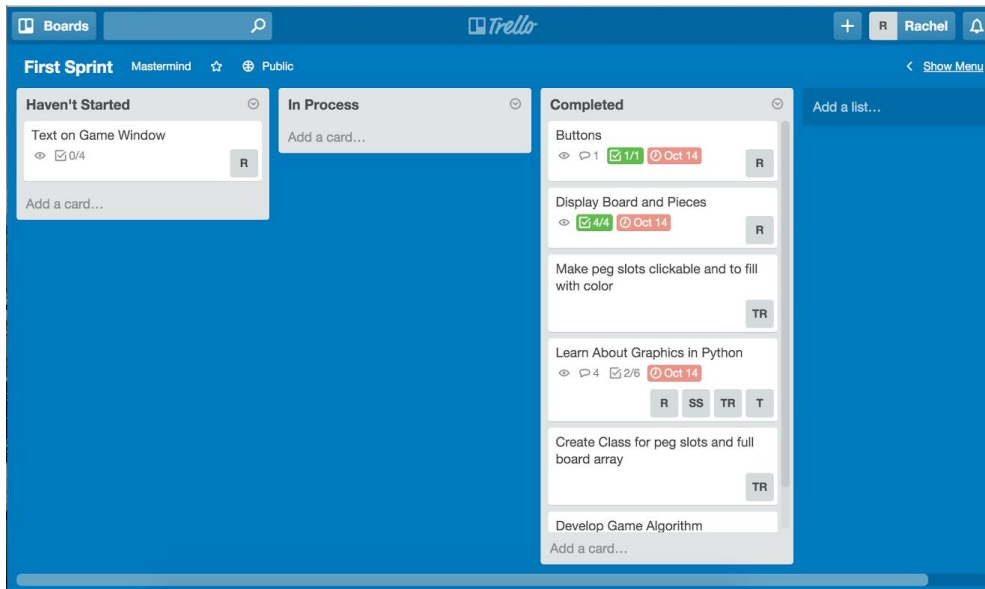 Boards
Trello
R Rachel
First Sprint Mastermind Public
Show Menu
Haven't Started
Text on Game Window
0/4
R
Add a card...
In Process
Add a card...
Completed
Buttons
1 1/1 Oct 14
R
Display Board and Pieces
4/4 Oct 14
R
Make peg slots clickable and to fill
with color
TR
Learn About Graphics in Python
4 2/6 Oct 14
R SS TR T
Create Class for peg slots and full
board array
TR
Develop Game Algorithm
Add a card...
Add a list...